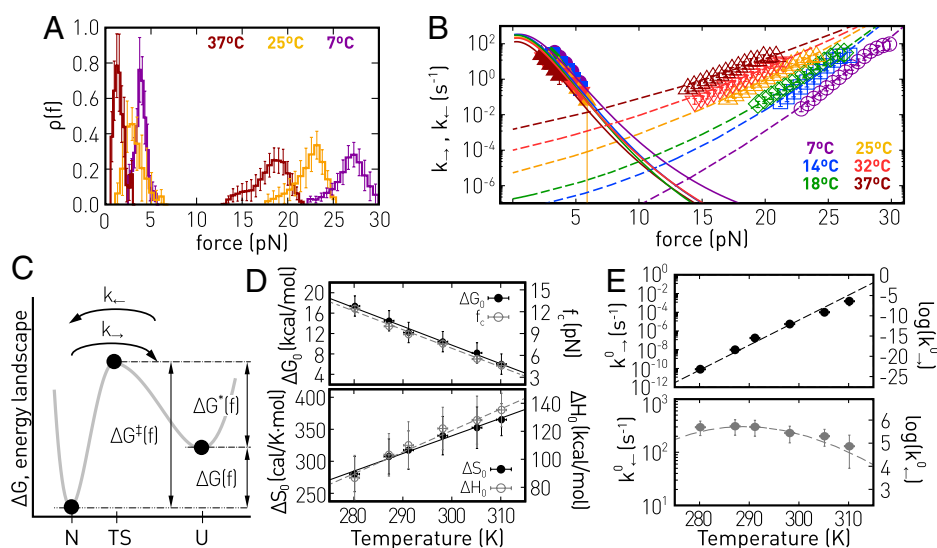 A
37ºC 25ºC 7ºC
1.0
0.8
0.6
0.4
0.2
0.0
ρ(f)
0 5 10 15 20 25 30
force (pN)
B
10²
10⁰
10⁻²
10⁻⁴
10⁻⁶
k→, k← (s⁻¹)
7ºC 25ºC
14ºC 32ºC
18ºC 37ºC
5 10 15 20 25 30
force (pN)
C
ΔG, energy landscape
k←
k→
ΔG‡(f)
ΔG*(f)
ΔG(f)
N TS U
D
20
16
12
8
4
ΔG₀ (kcal/mol)
ΔG₀
f_c
15
12
9
6
3
f_c (pN)
400
350
300
250
ΔS₀ (cal/K·mol)
ΔS₀
ΔH₀
140
120
100
80
ΔH₀ (kcal/mol)
280 290 300 310
Temperature (K)
E
10⁰
10⁻²
10⁻⁴
10⁻⁶
10⁻⁸
10⁻¹⁰
10⁻¹²
k⁰→ (s⁻¹)
0
-5
-10
-15
-20
-25
log(k⁰→)
10³
10²
10¹
k⁰← (s⁻¹)
6
5
4
3
log(k⁰←)
280 290 300 310
Temperature (K)